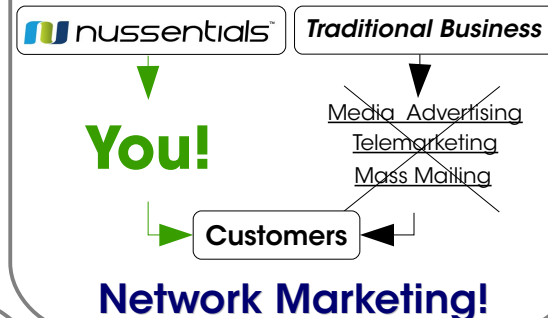 nussentials™
Traditional Business
You!
Media Advertising
Telemarketing
Mass Mailing
Customers
Network Marketing!